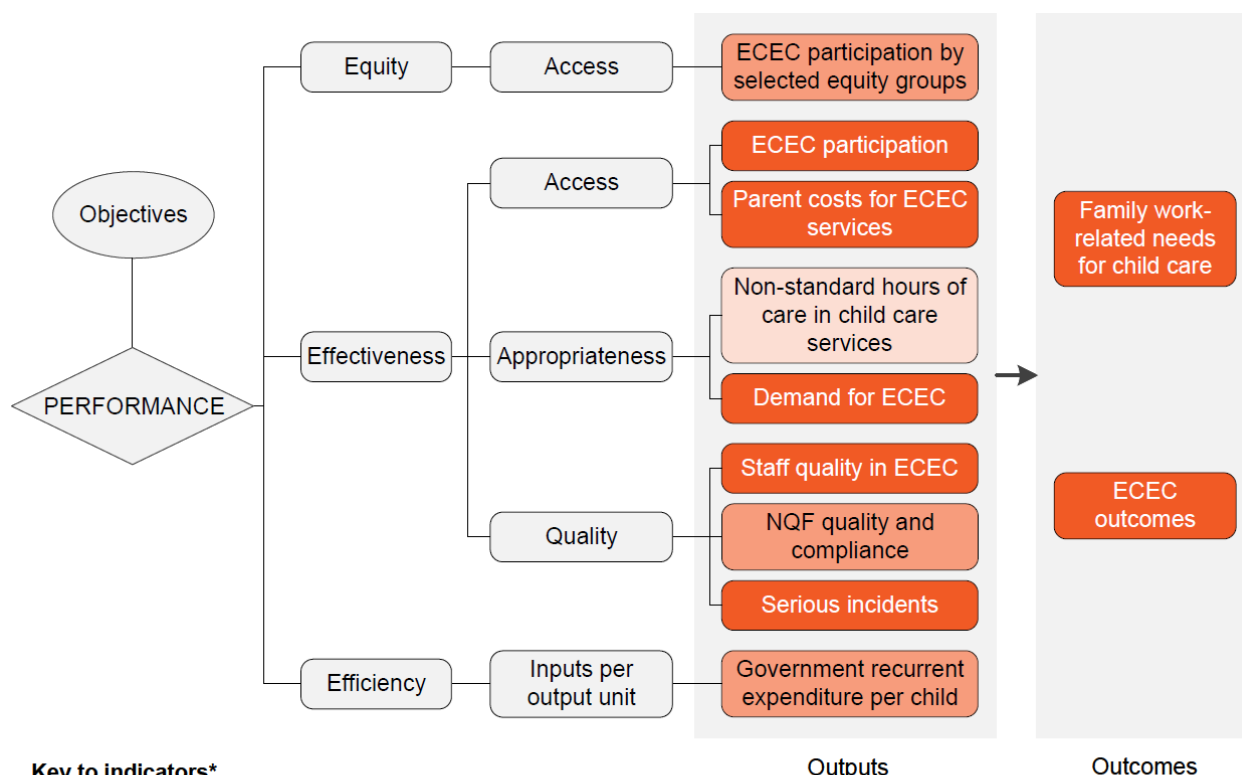 Objectives
PERFORMANCE
Equity
Access
ECEC participation by
selected equity groups
Effectiveness
Access
ECEC participation
Parent costs for ECEC
services
Appropriateness
Non-standard hours of
care in child care
services
Demand for ECEC
Quality
Staff quality in ECEC
NQF quality and
compliance
Serious incidents
Efficiency
Inputs per
output unit
Government recurrent
expenditure per child
Family work-
related needs
for child care
ECEC
outcomes
Key to indicators*
Outputs
Outcomes